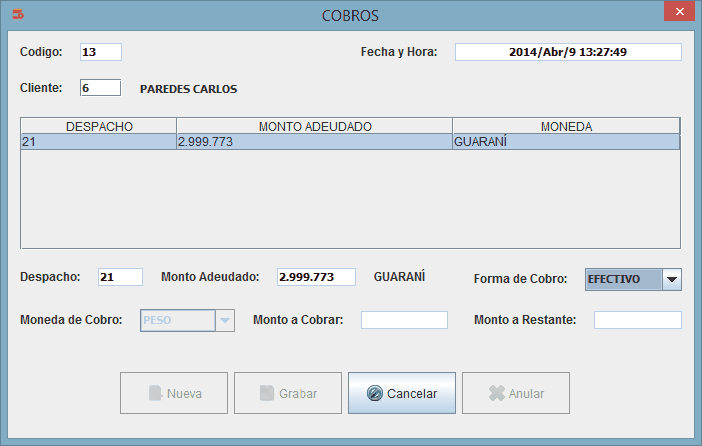 COBROS
Codigo: 13 Fecha y Hora: 2014/Abr/9 13:27:49
Cliente: 6 PAREDES CARLOS
DESPACHO MONTO ADEUDADO MONEDA
21 2.999.773 GUARANÍ
Despacho: 21 Monto Adeudado: 2.999.773 GUARANÍ Forma de Cobro: EFECTIVO
Moneda de Cobro: PESO Monto a Cobrar: Monto a Restante:
Nueva Grabar Cancelar Anular